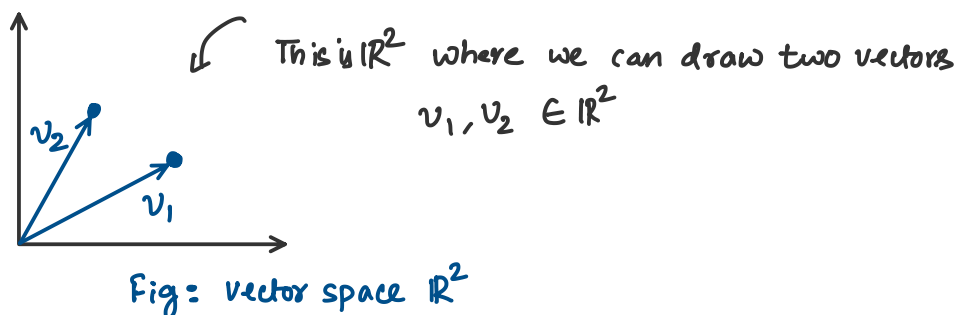 This is ℝ² where we can draw two vectors
v₁, v₂ ∈ ℝ²
v₂
v₁
Fig: vector space ℝ²